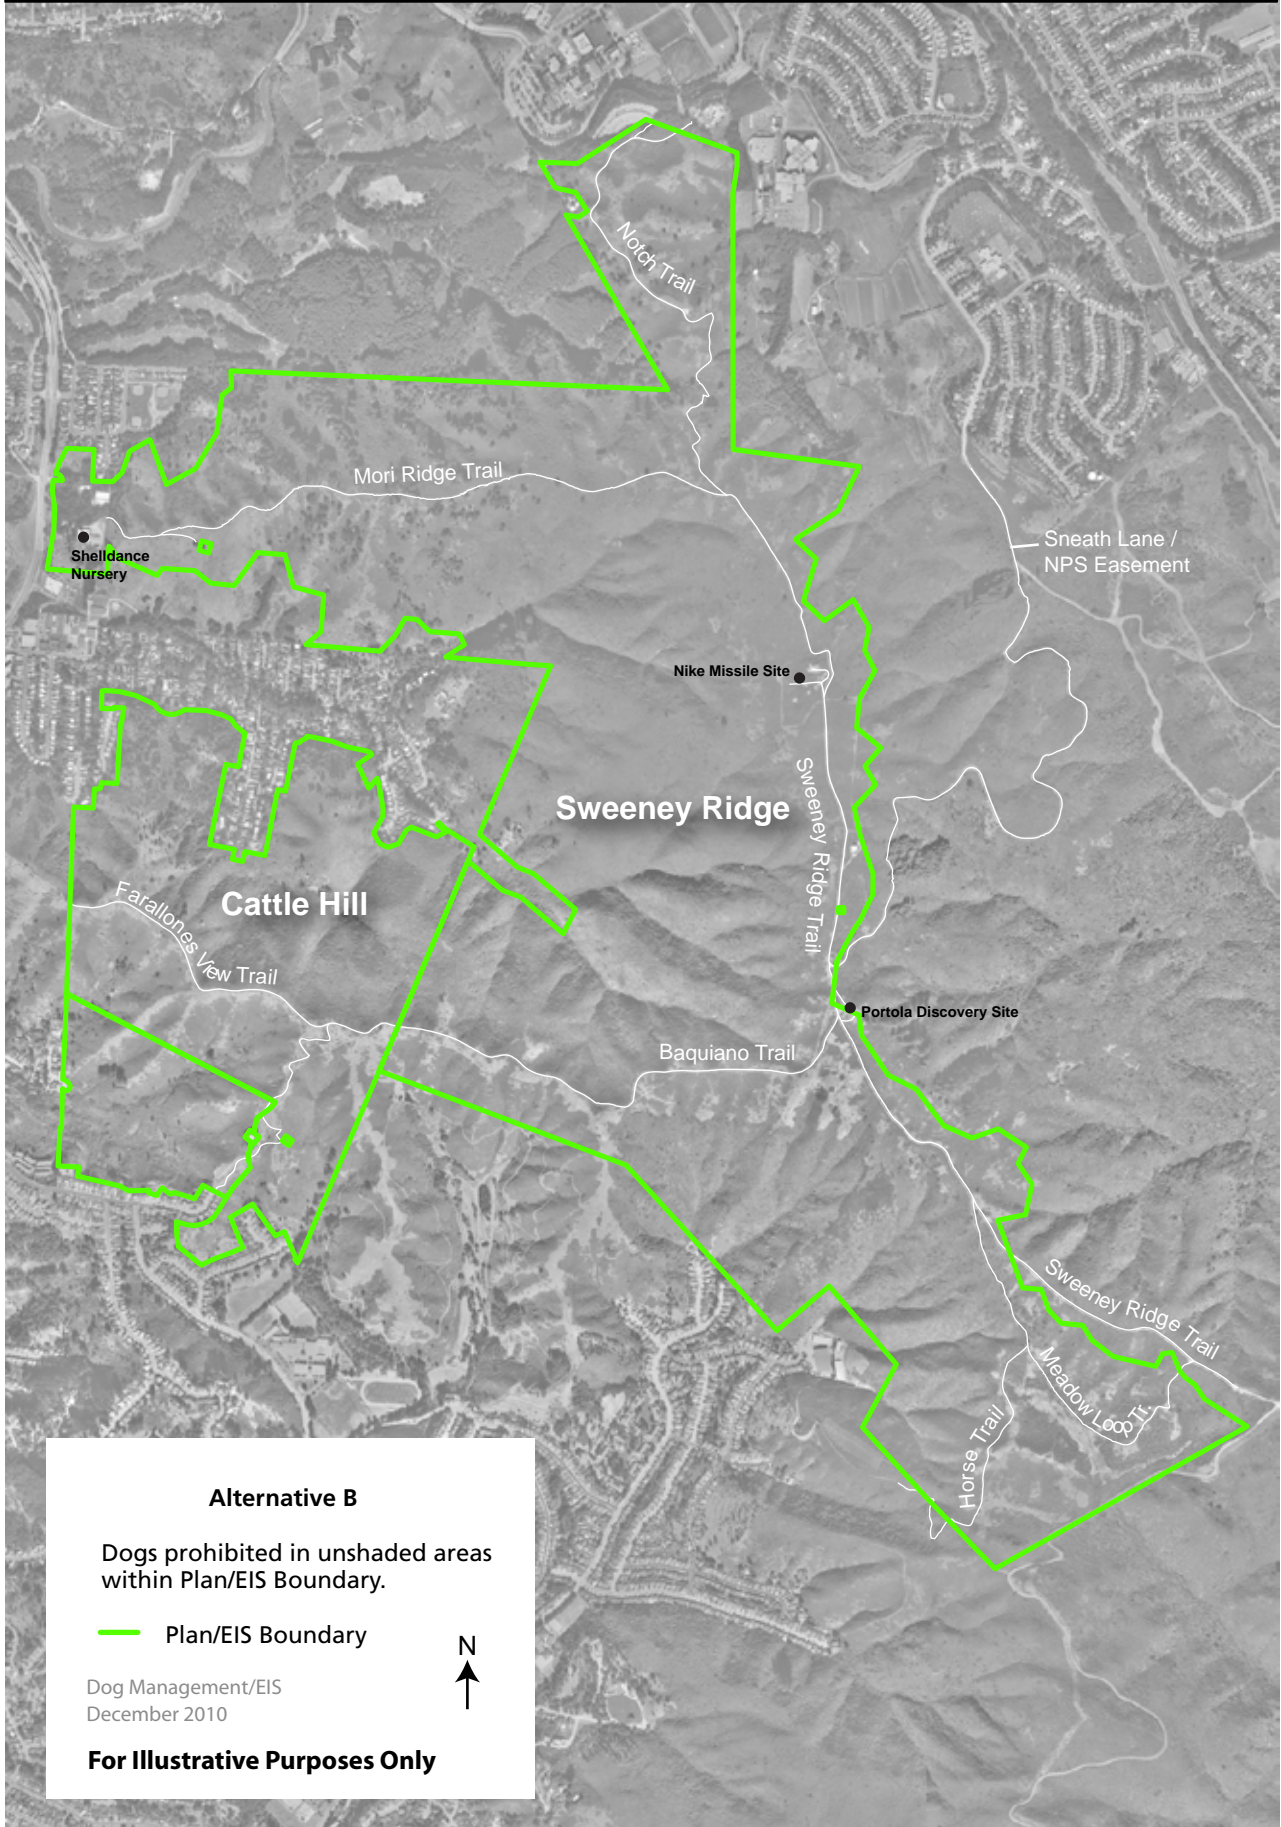 Notch Trail
Mori Ridge Trail
Sneath Lane /
NPS Easement
Shelldance
Nursery
Nike Missile Site
Sweeney Ridge
Sweeney Ridge Trail
Cattle Hill
Farallones View Trail
Portola Discovery Site
Baquiano Trail
Sweeney Ridge Trail
Meadow Loop Tr.
Horse Trail
Alternative B
Dogs prohibited in unshaded areas
within Plan/EIS Boundary.
Plan/EIS Boundary
N
Dog Management/EIS
December 2010
For Illustrative Purposes Only